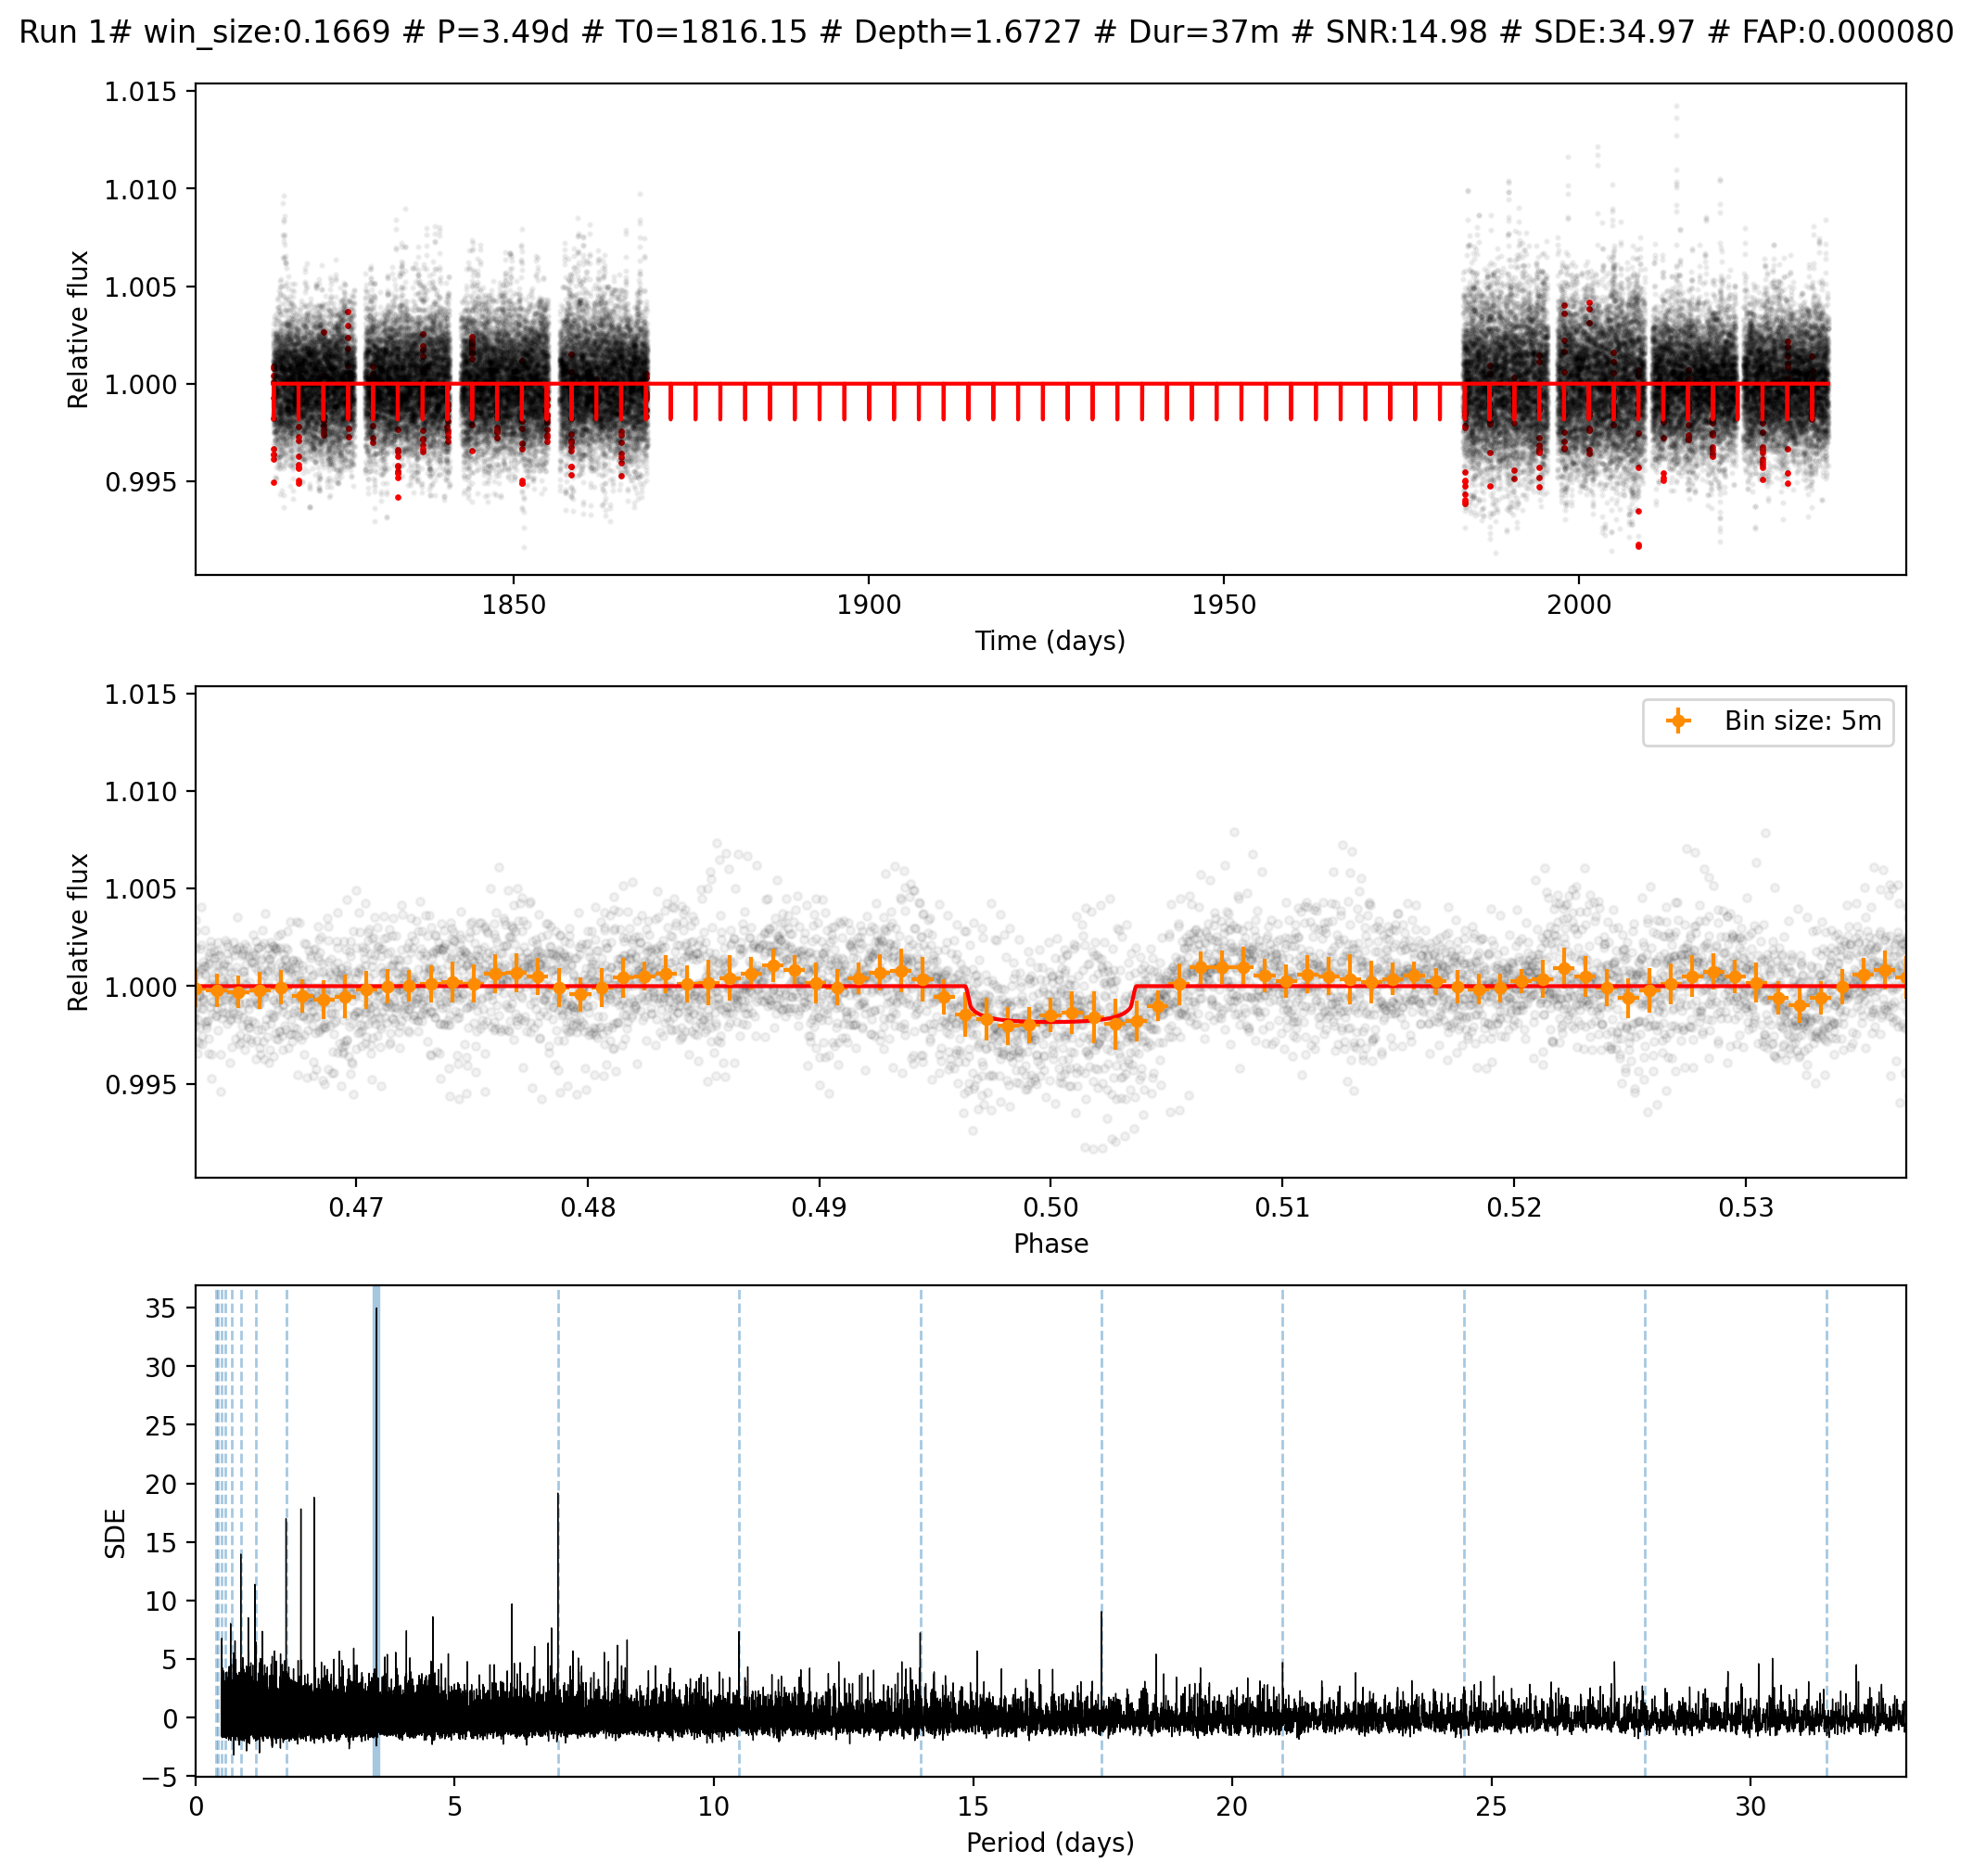 Run 1# win_size:0.1669 # P=3.49d # T0=1816.15 # Depth=1.6727 # Dur=37m # SNR:14.98 # SDE:34.97 # FAP:0.000080
1.015
1.010
1.005
1.000
0.995
Relative flux
1850 1900 1950 2000
Time (days)
1.015
1.010
1.005
1.000
0.995
Relative flux
Bin size: 5m
0.47 0.48 0.49 0.50 0.51 0.52 0.53
Phase
35
30
25
20
15
10
5
0
−5
SDE
0 5 10 15 20 25 30
Period (days)